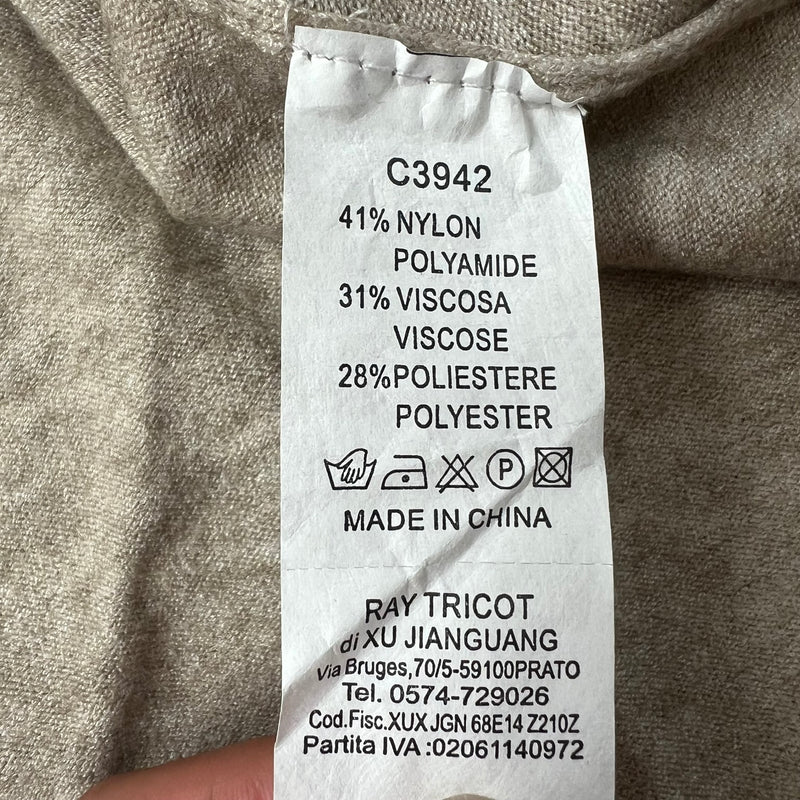 C3942
41% NYLON
POLYAMIDE
31% VISCOSA
VISCOSE
28%POLIESTERE
POLYESTER
P
MADE IN CHINA
RAY TRICOT
di XU JIANGUANG
Via Bruges,70/5-59100PRATO
Tel. 0574-729026
Cod.Fisc.XUX JGN 68E14 Z210Z
Partita IVA :02061140972